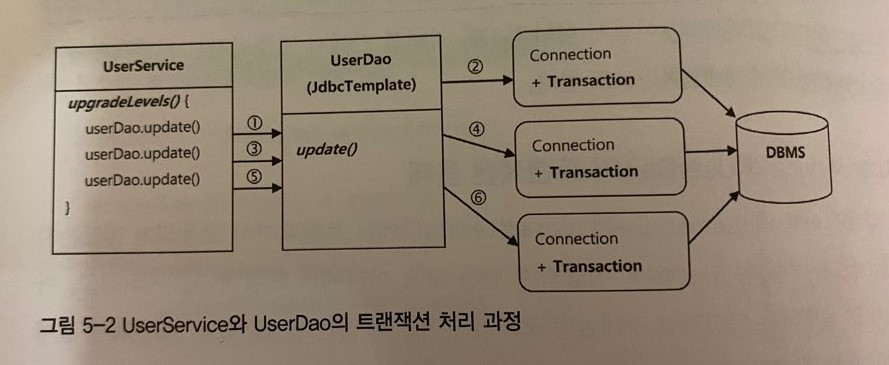 UserService
upgradeLevels() {
userDao.update()
userDao.update()
userDao.update()
}
①
③
⑤
UserDao
(JdbcTemplate)
update()
②
④
⑥
Connection
+ Transaction
Connection
+ Transaction
Connection
+ Transaction
DBMS
그림 5-2 UserService와 UserDao의 트랜잭션 처리 과정